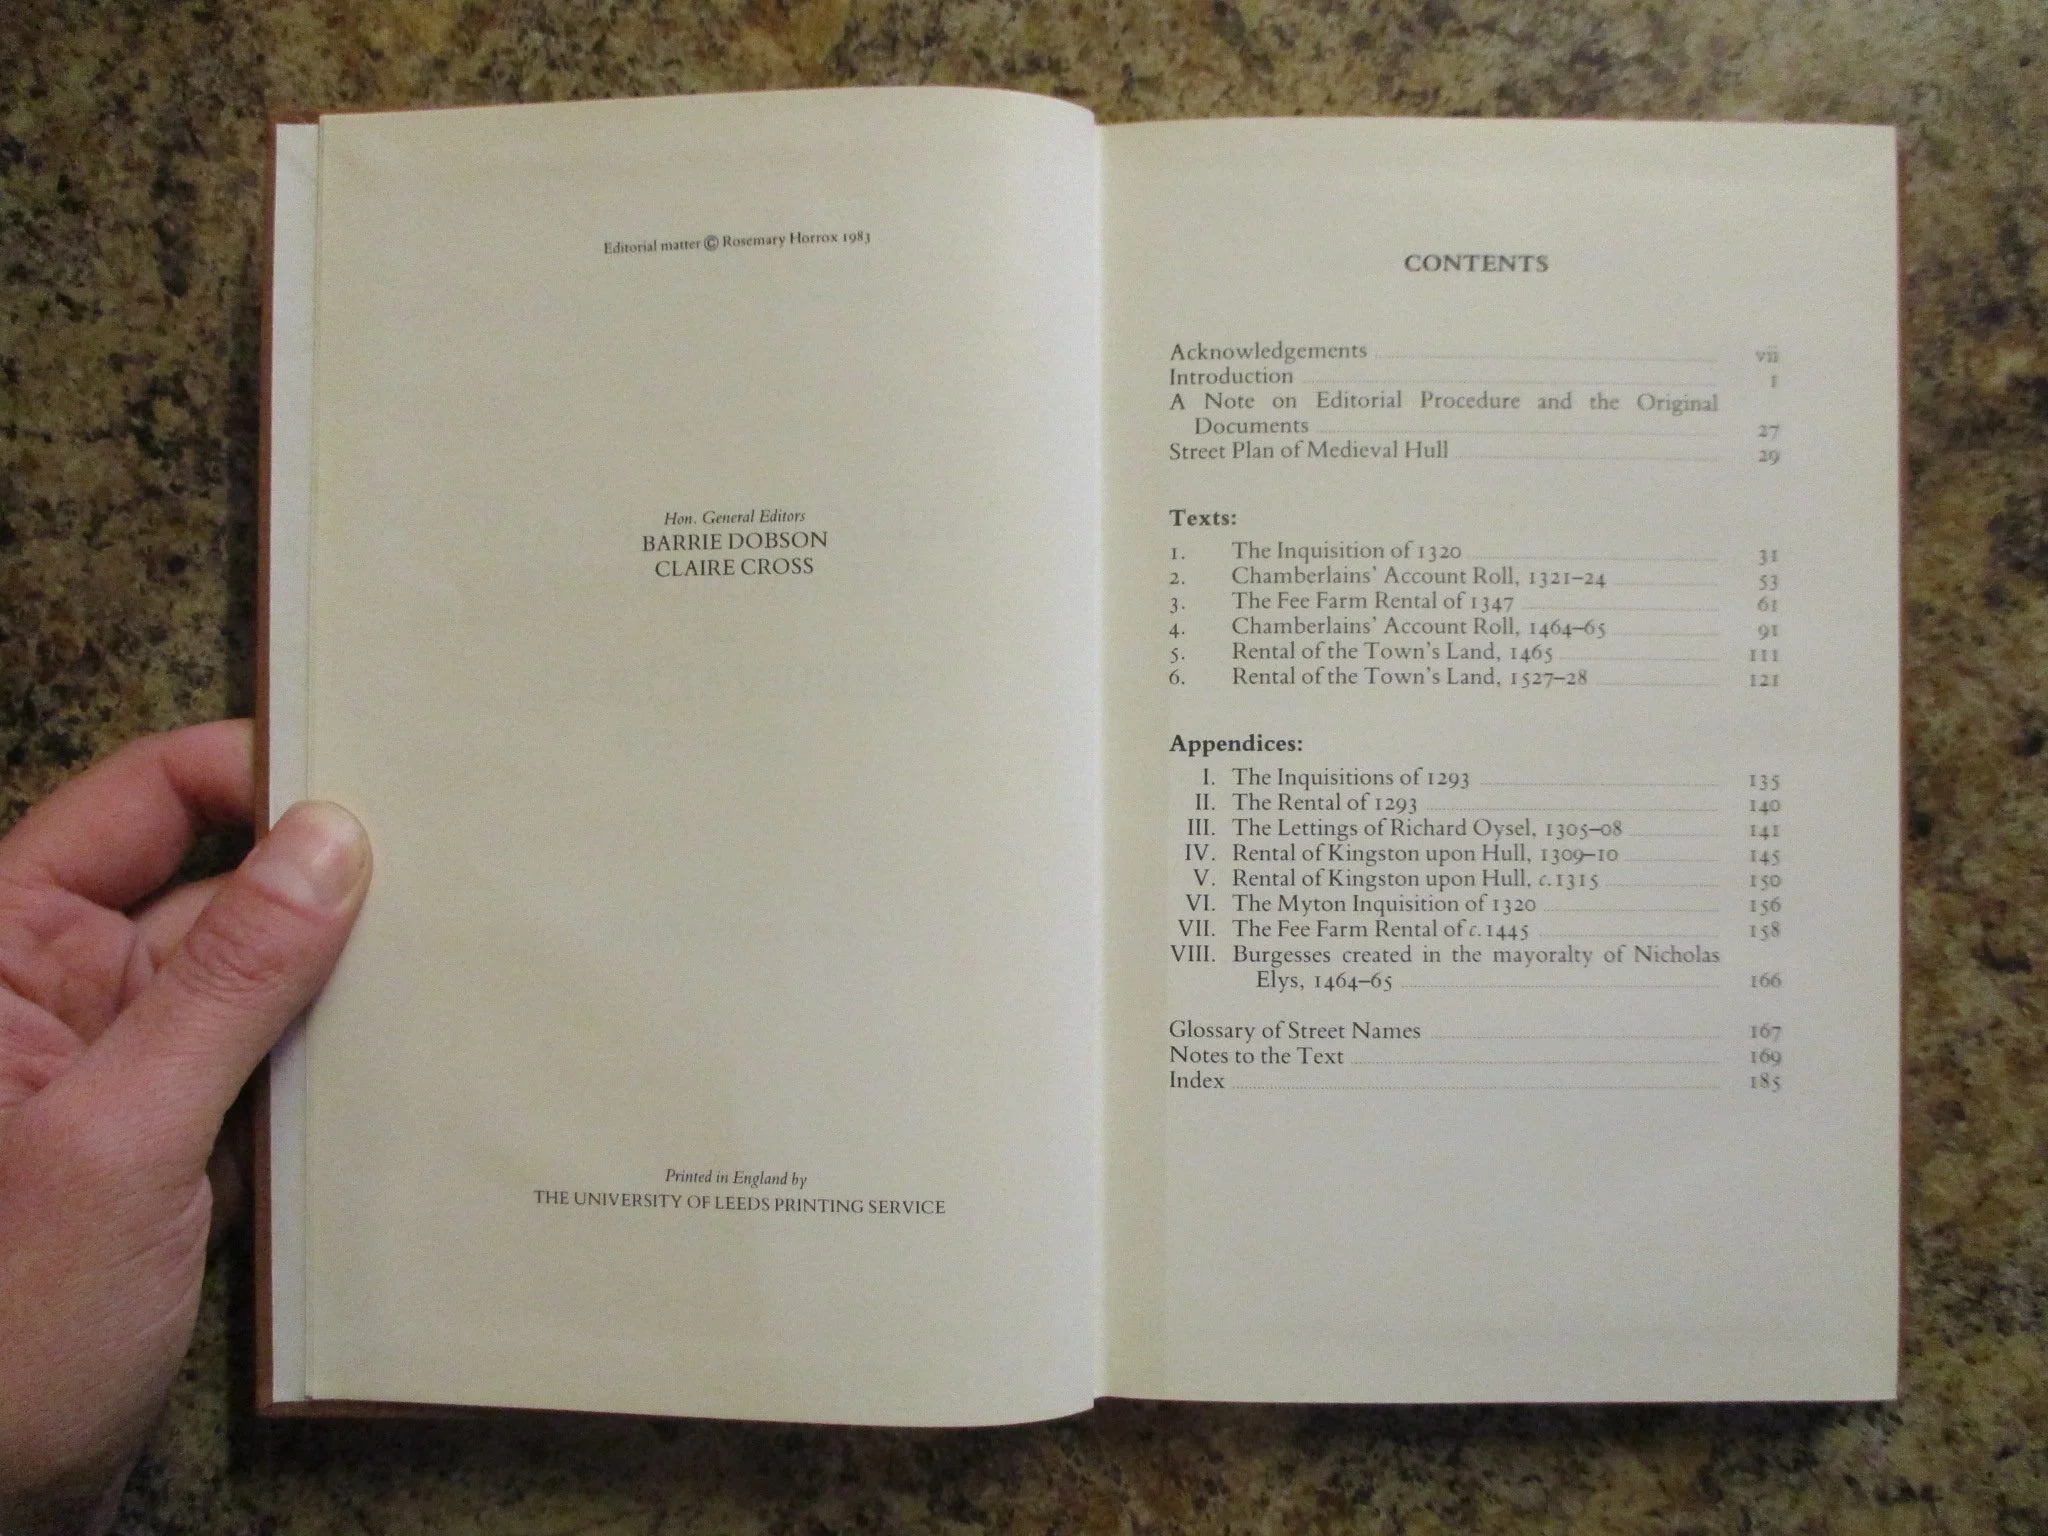 Editorial matter © Rosemary Horrox 1983
Hon. General Editors
BARRIE DOBSON
CLAIRE CROSS
Printed in England by
THE UNIVERSITY OF LEEDS PRINTING SERVICE
CONTENTS
Acknowledgements vii
Introduction 1
A Note on Editorial Procedure and the Original
Documents 27
Street Plan of Medieval Hull 29
Texts:
1. The Inquisition of 1320 31
2. Chamberlains' Account Roll, 1321–24 53
3. The Fee Farm Rental of 1347 61
4. Chamberlains' Account Roll, 1464–65 91
5. Rental of the Town's Land, 1465 111
6. Rental of the Town's Land, 1527–28 121
Appendices:
I. The Inquisitions of 1293 135
II. The Rental of 1293 140
III. The Lettings of Richard Oysel, 1305–08 141
IV. Rental of Kingston upon Hull, 1309–10 145
V. Rental of Kingston upon Hull, c.1315 150
VI. The Myton Inquisition of 1320 156
VII. The Fee Farm Rental of c.1445 158
VIII. Burgesses created in the mayoralty of Nicholas
Elys, 1464–65 166
Glossary of Street Names 167
Notes to the Text 169
Index 185